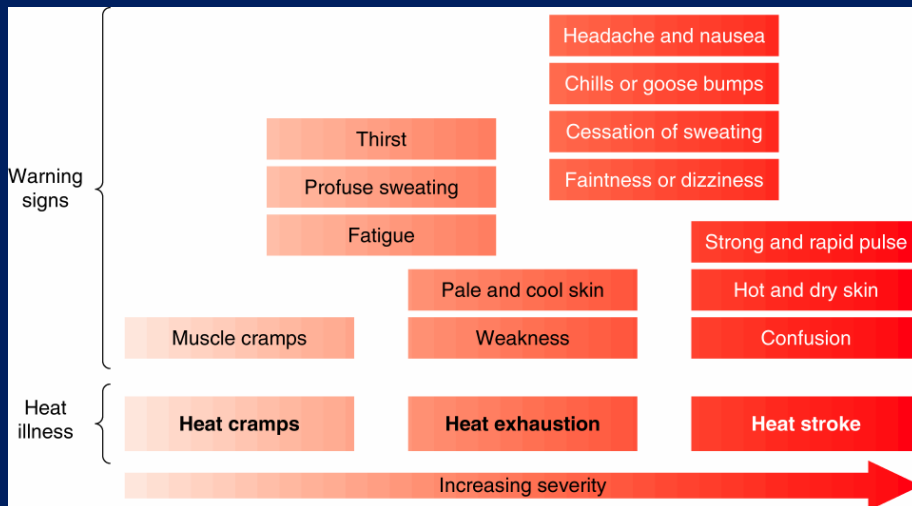 Headache and nausea
Chills or goose bumps
Thirst
Cessation of sweating
Warning
signs
Profuse sweating
Faintness or dizziness
Fatigue
Strong and rapid pulse
Pale and cool skin
Hot and dry skin
Muscle cramps
Weakness
Confusion
Heat
illness
Heat cramps
Heat exhaustion
Heat stroke
Increasing severity